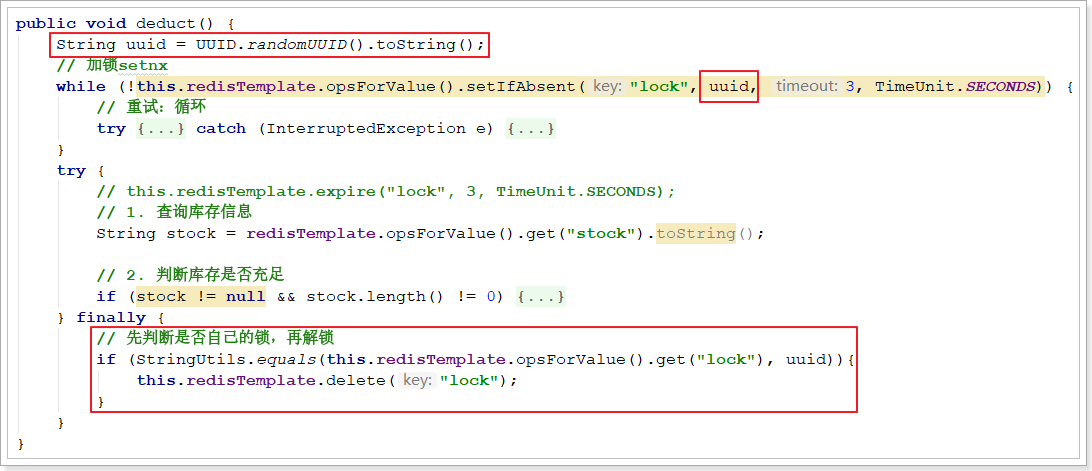 public void deduct() {
String uuid = UUID.randomUUID().toString();
// 加锁setnx
while (!this.redisTemplate.opsForValue().setIfAbsent( key: "lock", uuid, timeout: 3, TimeUnit.SECONDS)) {
// 重试：循环
try {...} catch (InterruptedException e) {...}
}
try {
// this.redisTemplate.expire("lock", 3, TimeUnit.SECONDS);
// 1. 查询库存信息
String stock = redisTemplate.opsForValue().get("stock").toString();
// 2. 判断库存是否充足
if (stock != null && stock.length() != 0) {...}
} finally {
// 先判断是否自己的锁，再解锁
if (StringUtils.equals(this.redisTemplate.opsForValue().get("lock"), uuid)){
this.redisTemplate.delete( key: "lock");
}
}
}